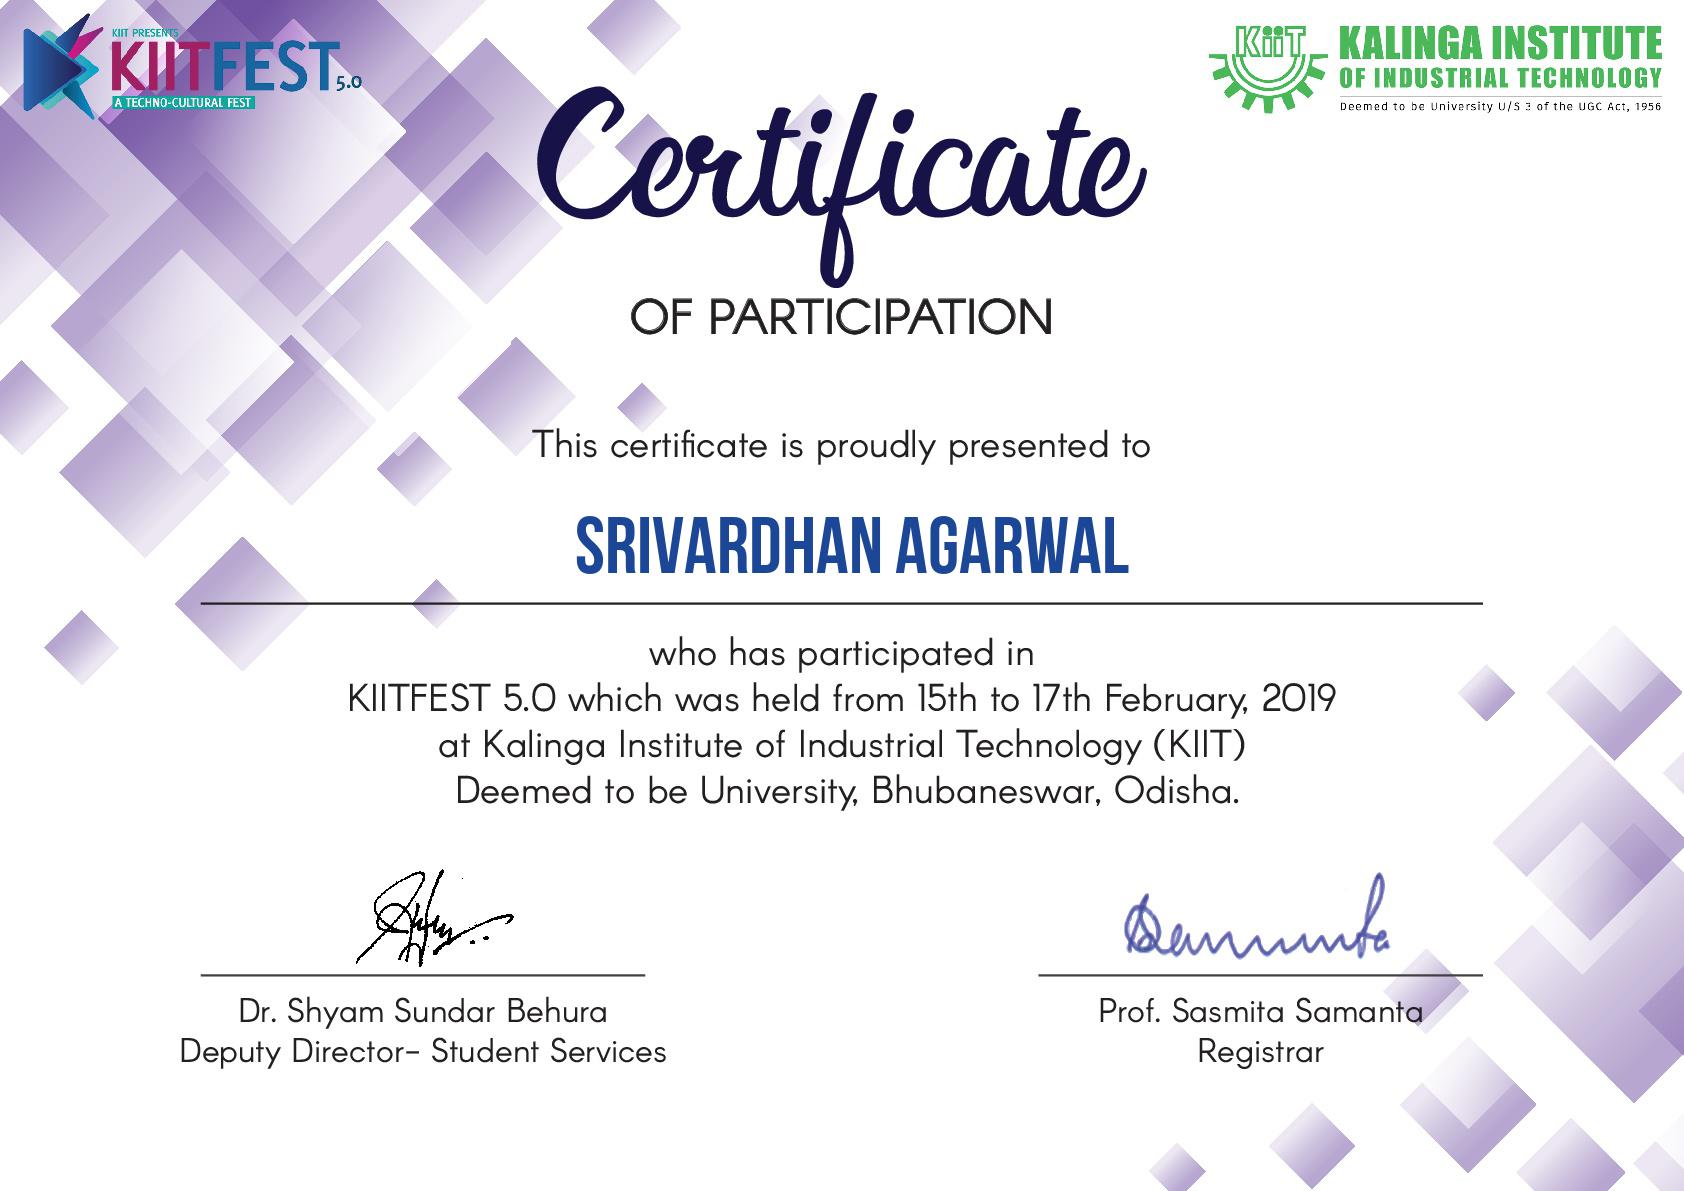 KIIT PRESENTS
KIITFEST 5.0
A TECHNO-CULTURAL FEST
KiiT
KALINGA INSTITUTE
OF INDUSTRIAL TECHNOLOGY
Deemed to be University U/S 3 of the UGC Act, 1956
Certificate
OF PARTICIPATION
This certificate is proudly presented to
SRIVARDHAN AGARWAL
who has participated in
KIITFEST 5.0 which was held from 15th to 17th February, 2019
at Kalinga Institute of Industrial Technology (KIIT)
Deemed to be University, Bhubaneswar, Odisha.
Dr. Shyam Sundar Behura
Deputy Director- Student Services
Prof. Sasmita Samanta
Registrar